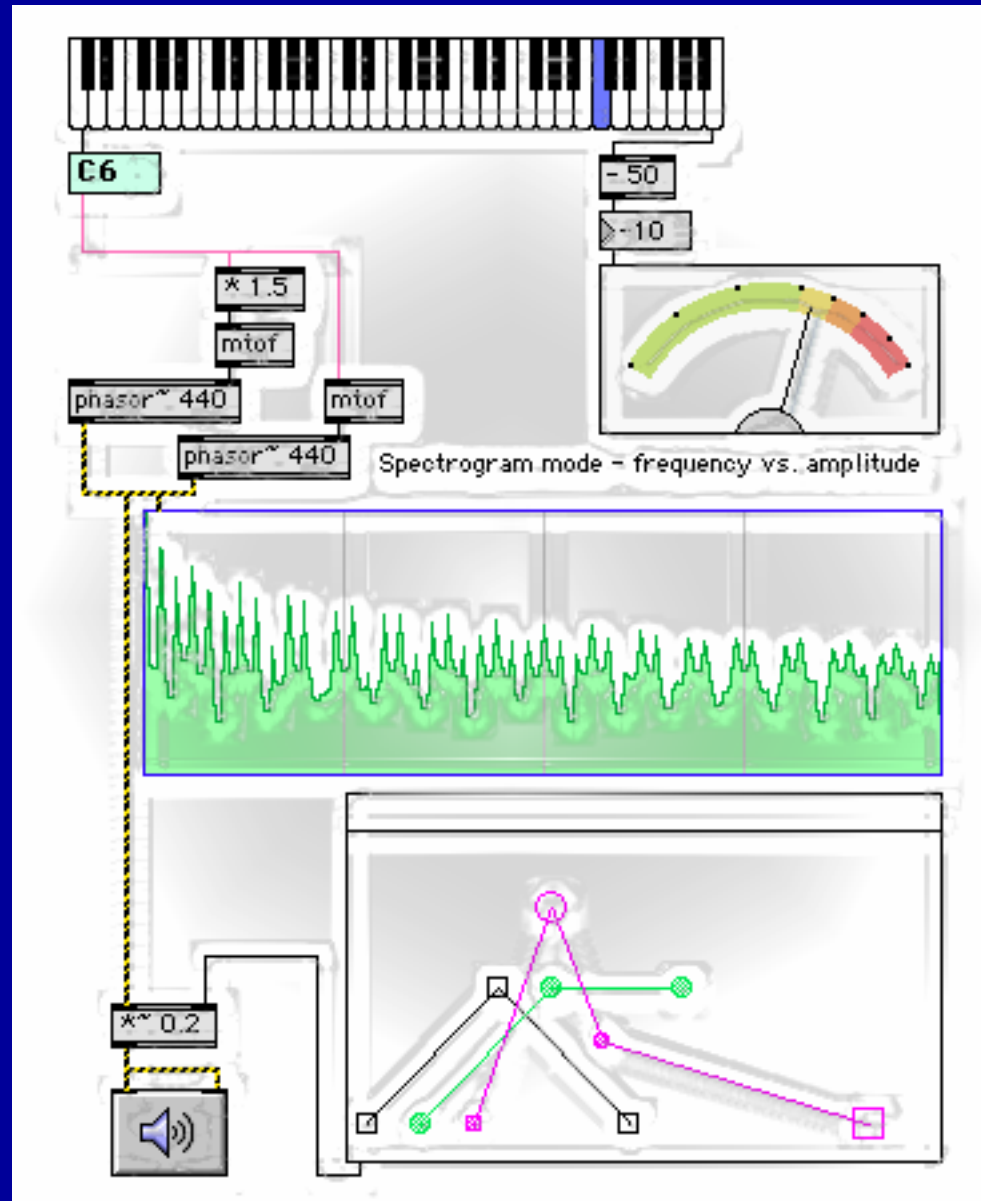 C6
- 50
-10
* 1.5
mtof
phasor~ 440
mtof
phasor~ 440
Spectrogram mode - frequency vs. amplitude
*~ 0.2